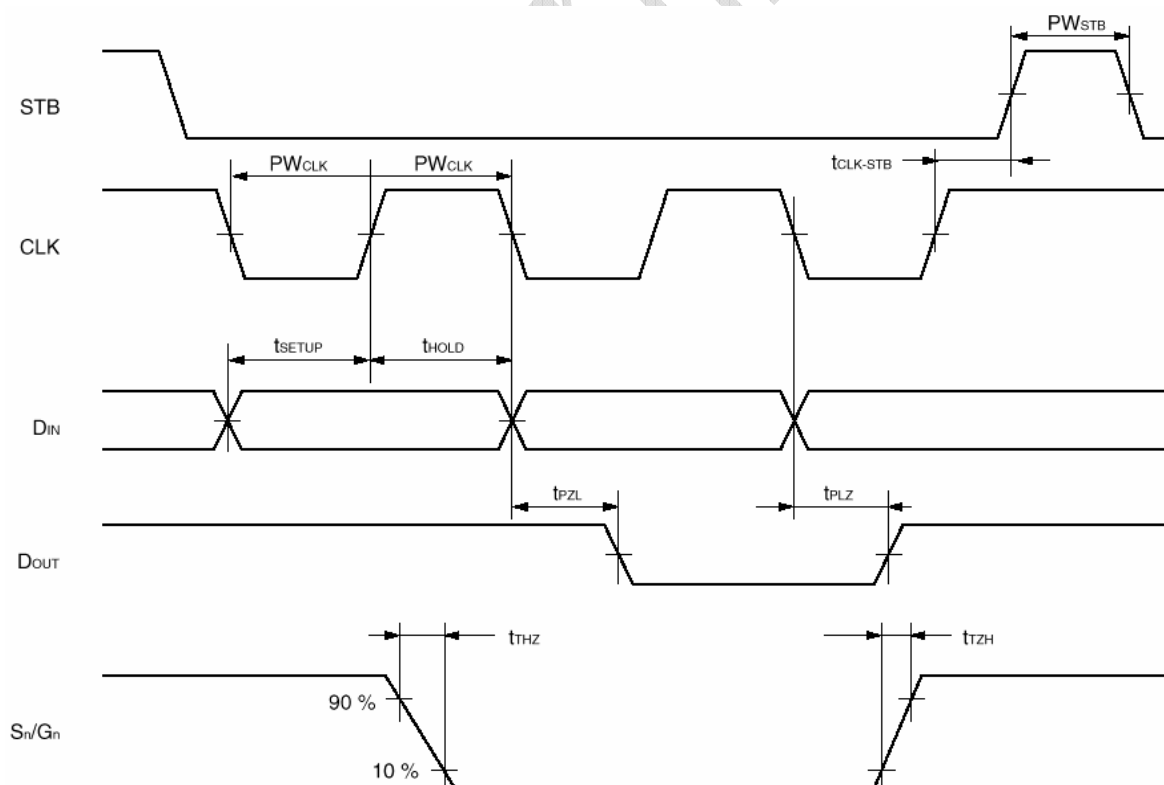 PWSTB
STB
tCLK-STB
PWCLK PWCLK
CLK
tSETUP tHOLD
DIN
tPZL tPLZ
DOUT
tTHZ tTZH
90 %
Sn/Gn
10 %